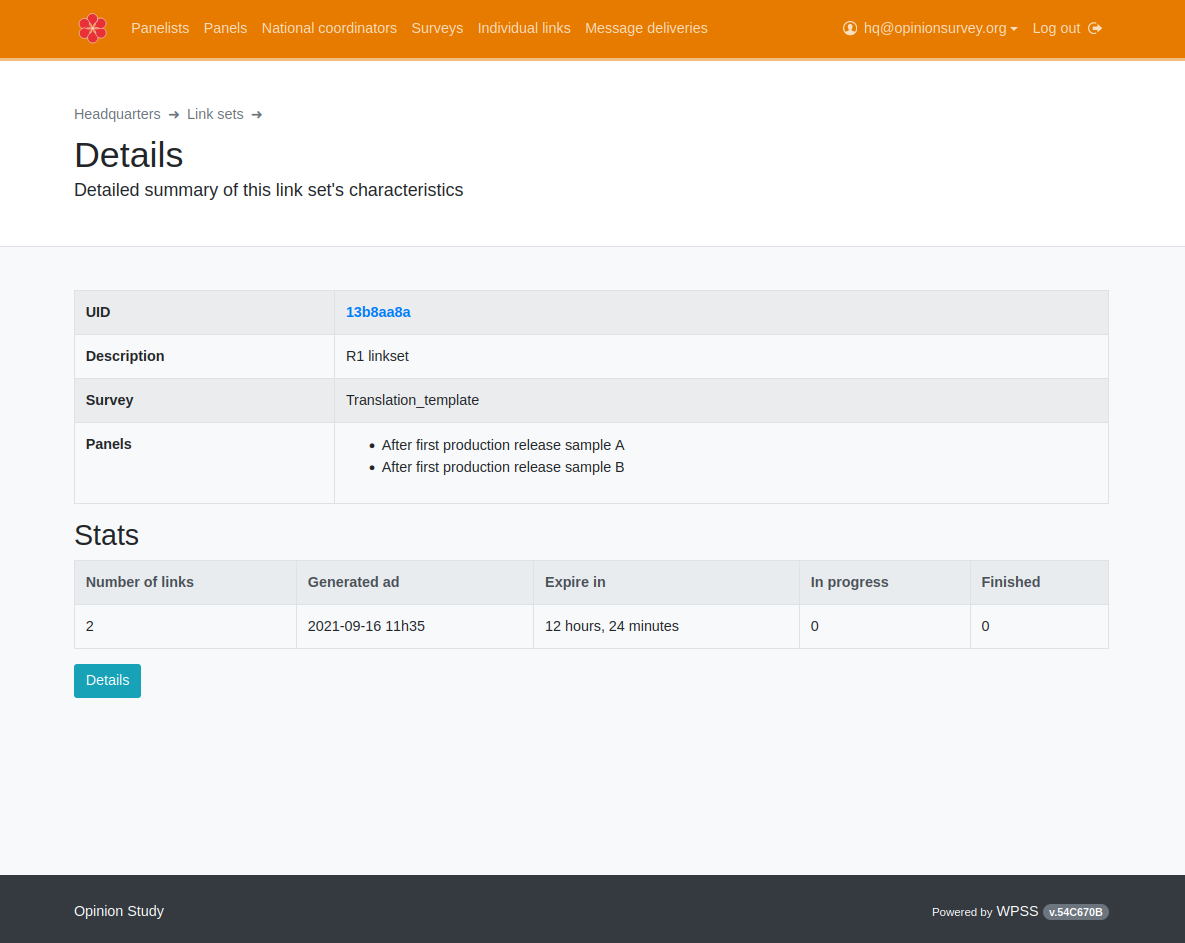 Panelists Panels National coordinators Surveys Individual links Message deliveries hq@opinionsurvey.org Log out
Headquarters ➜ Link sets ➜
Details
Detailed summary of this link set's characteristics
UID 13b8aa8a
Description R1 linkset
Survey Translation_template
Panels • After first production release sample A
• After first production release sample B
Stats
Number of links Generated ad Expire in In progress Finished
2 2021-09-16 11h35 12 hours, 24 minutes 0 0
Details
Opinion Study Powered by WPSS v.54C670B